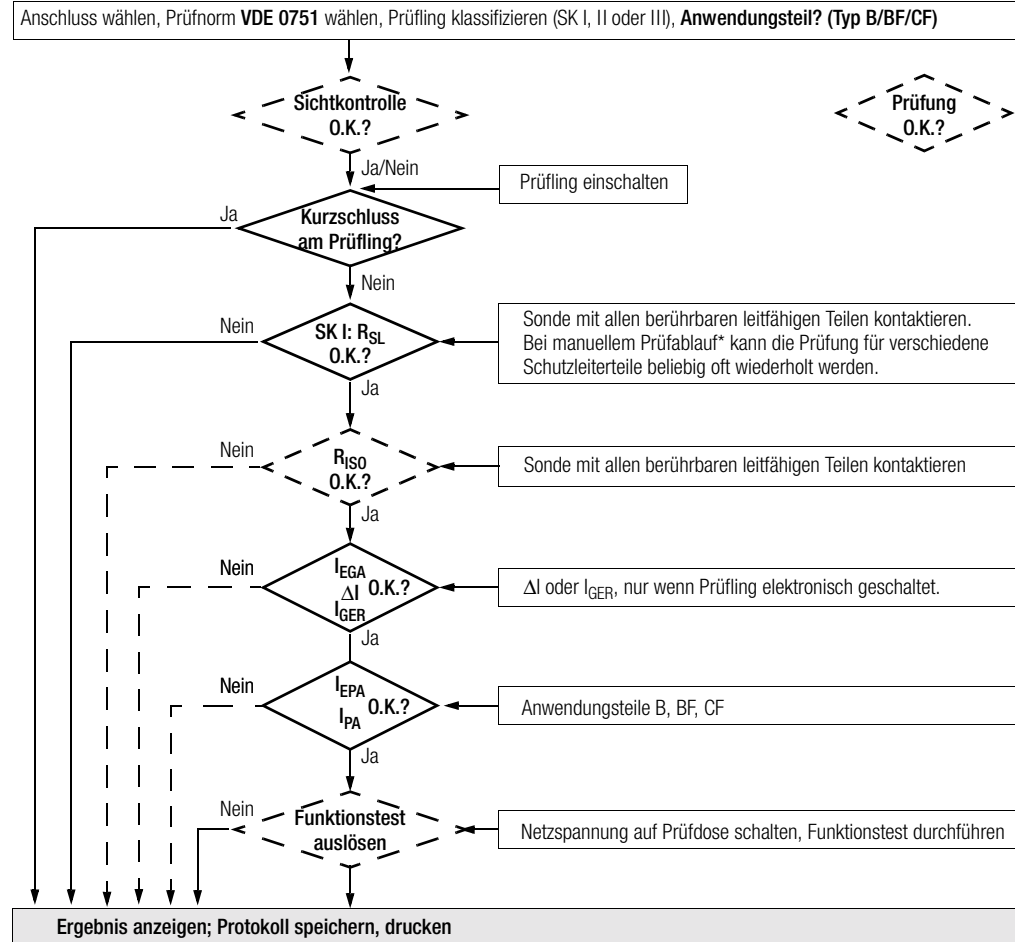 Anschluss wählen, Prüfnorm VDE 0751 wählen, Prüfling klassifizieren (SK I, II oder III), Anwendungsteil? (Typ B/BF/CF)
Sichtkontrolle
O.K.?
Prüfung
O.K.?
Ja/Nein
Prüfling einschalten
Ja
Kurzschluss
am Prüfling?
Nein
Nein
SK I: RSL
O.K.?
Sonde mit allen berührbaren leitfähigen Teilen kontaktieren.
Bei manuellem Prüfablauf* kann die Prüfung für verschiedene
Schutzleiterteile beliebig oft wiederholt werden.
Ja
Nein
RISO
O.K.?
Sonde mit allen berührbaren leitfähigen Teilen kontaktieren
Ja
Nein
IEGA
ΔI O.K.?
IGER
ΔI oder IGER, nur wenn Prüfling elektronisch geschaltet.
Ja
Nein
IEPA
O.K.?
IPA
Anwendungsteile B, BF, CF
Ja
Nein
Funktionstest
auslösen
Netzspannung auf Prüfdose schalten, Funktionstest durchführen
Ergebnis anzeigen; Protokoll speichern, drucken